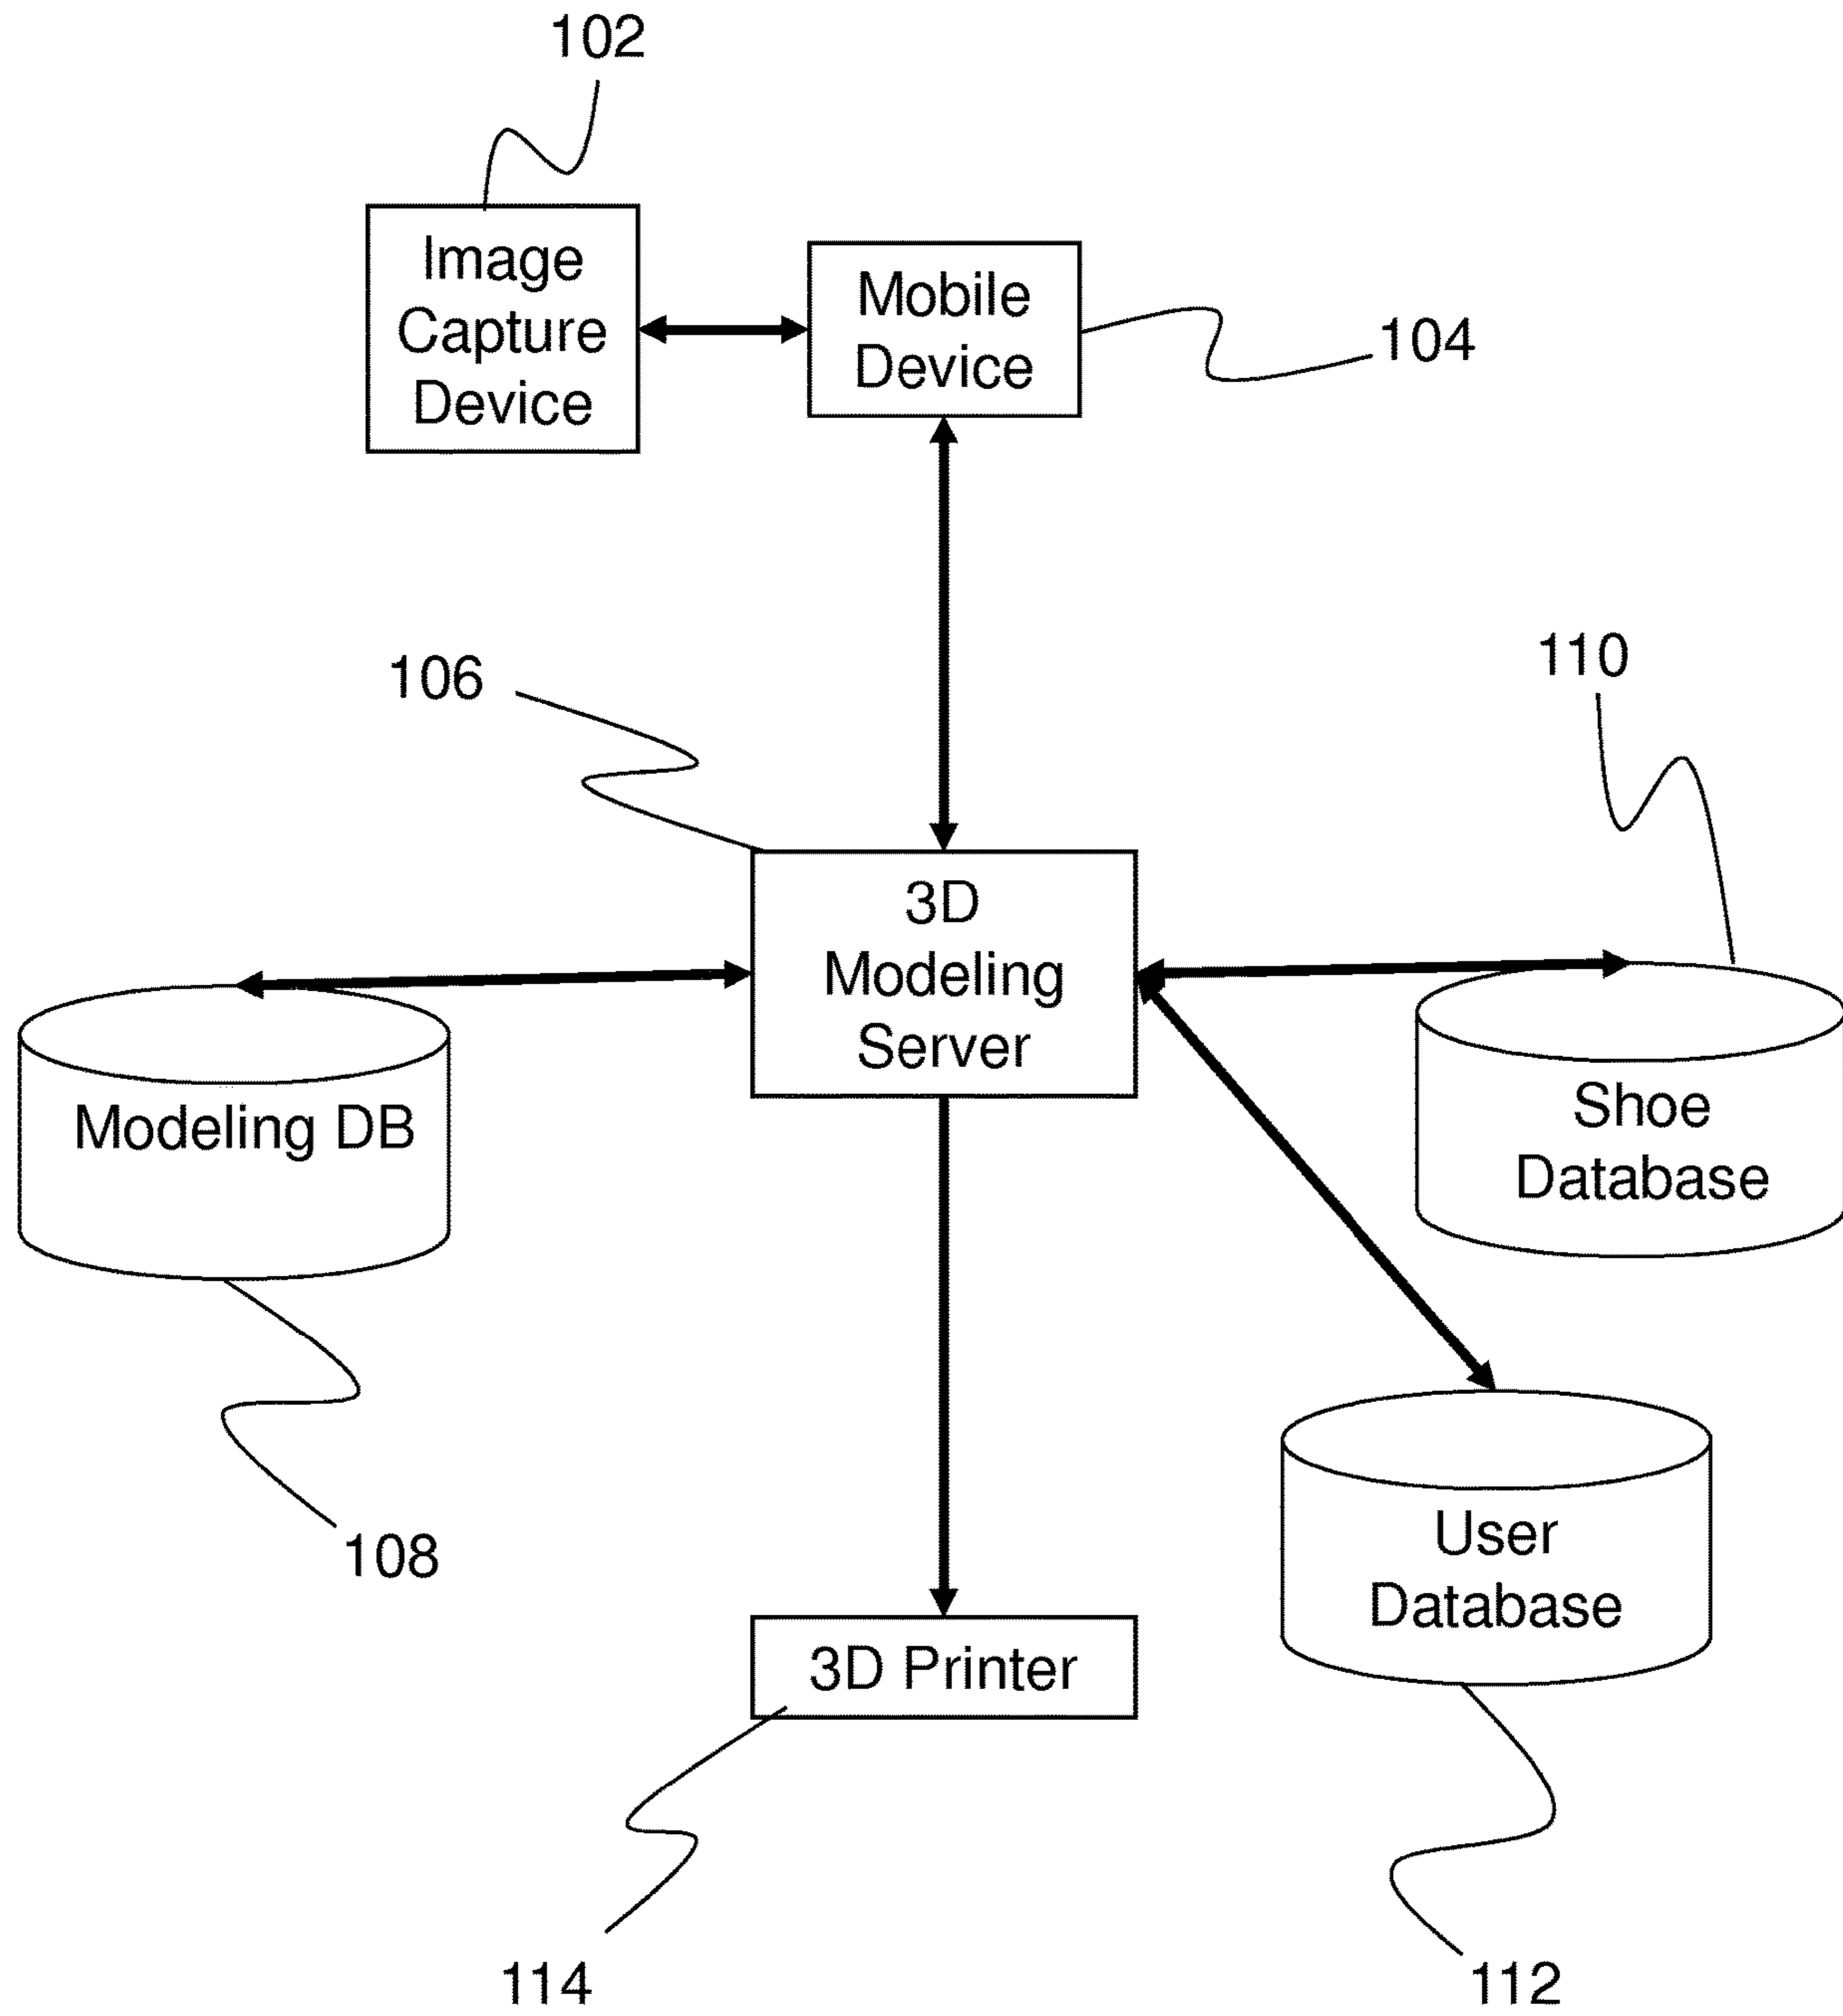 102
Image
Capture
Device
Mobile
Device
104
106
110
3D
Modeling
Server
Modeling DB
Shoe
Database
108
User
Database
3D Printer
114
112